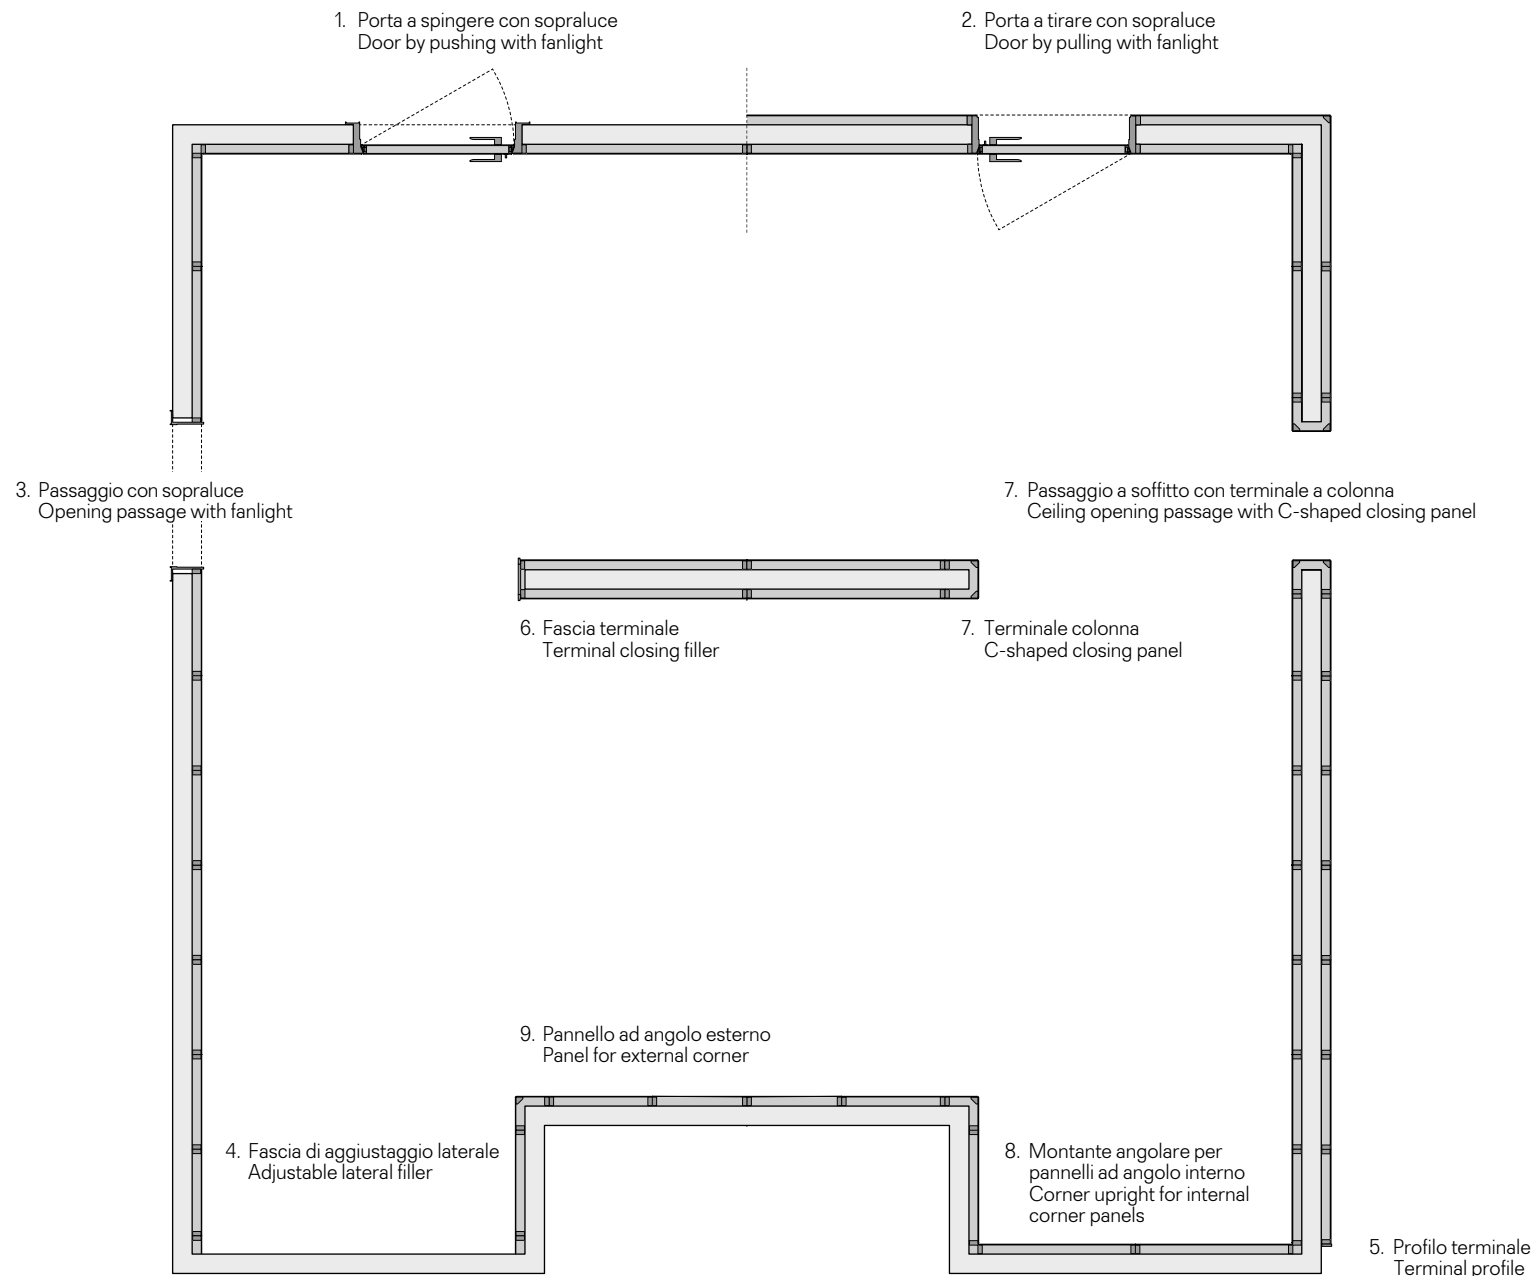 1. Porta a spingere con sopraluce
Door by pushing with fanlight
2. Porta a tirare con sopraluce
Door by pulling with fanlight
3. Passaggio con sopraluce
Opening passage with fanlight
7. Passaggio a soffitto con terminale a colonna
Ceiling opening passage with C-shaped closing panel
6. Fascia terminale
Terminal closing filler
7. Terminale colonna
C-shaped closing panel
9. Pannello ad angolo esterno
Panel for external corner
4. Fascia di aggiustaggio laterale
Adjustable lateral filler
8. Montante angolare per
pannelli ad angolo interno
Corner upright for internal
corner panels
5. Profilo terminale
Terminal profile